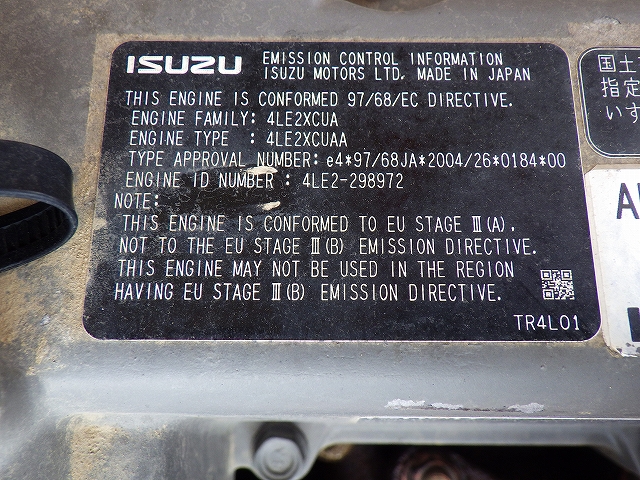 ISUZU EMISSION CONTROL INFORMATION
ISUZU MOTORS LTD. MADE IN JAPAN
THIS ENGINE IS CONFORMED 97/68/EC DIRECTIVE.
ENGINE FAMILY: 4LE2XCUA
ENGINE TYPE : 4LE2XCUAA
TYPE APPROVAL NUMBER: e4*97/68JA*2004/26*0184*00
ENGINE ID NUMBER : 4LE2-298972
NOTE:
THIS ENGINE IS CONFORMED TO EU STAGE Ⅲ(A),
NOT TO THE EU STAGE Ⅲ(B) EMISSION DIRECTIVE.
THIS ENGINE MAY NOT BE USED IN THE REGION
HAVING EU STAGE Ⅲ(B) EMISSION DIRECTIVE.
TR4L01
国土
指定
いす